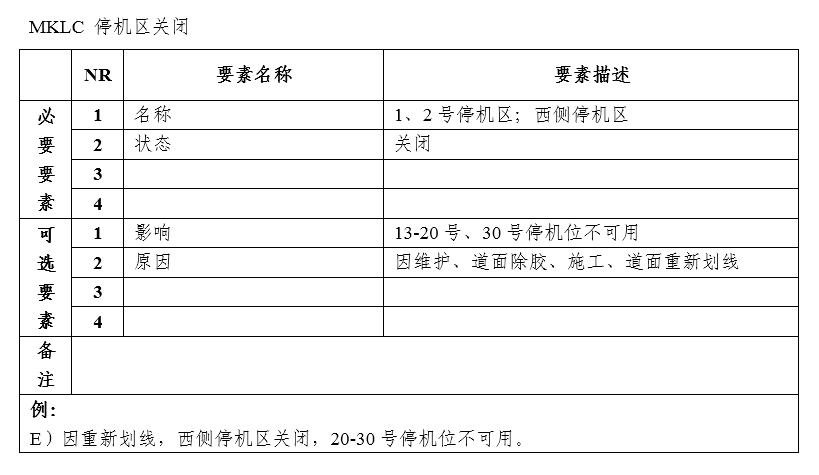 MKLC 停机区关闭
NR 要素名称 要素描述
必要要素
1 名称 1、2 号停机区；西侧停机区
2 状态 关闭
3
4
可选要素
1 影响 13-20 号、30 号停机位不可用
2 原因 因维护、道面除胶、施工、道面重新划线
3
4
备注
例：
E）因重新划线，西侧停机区关闭，20-30 号停机位不可用。